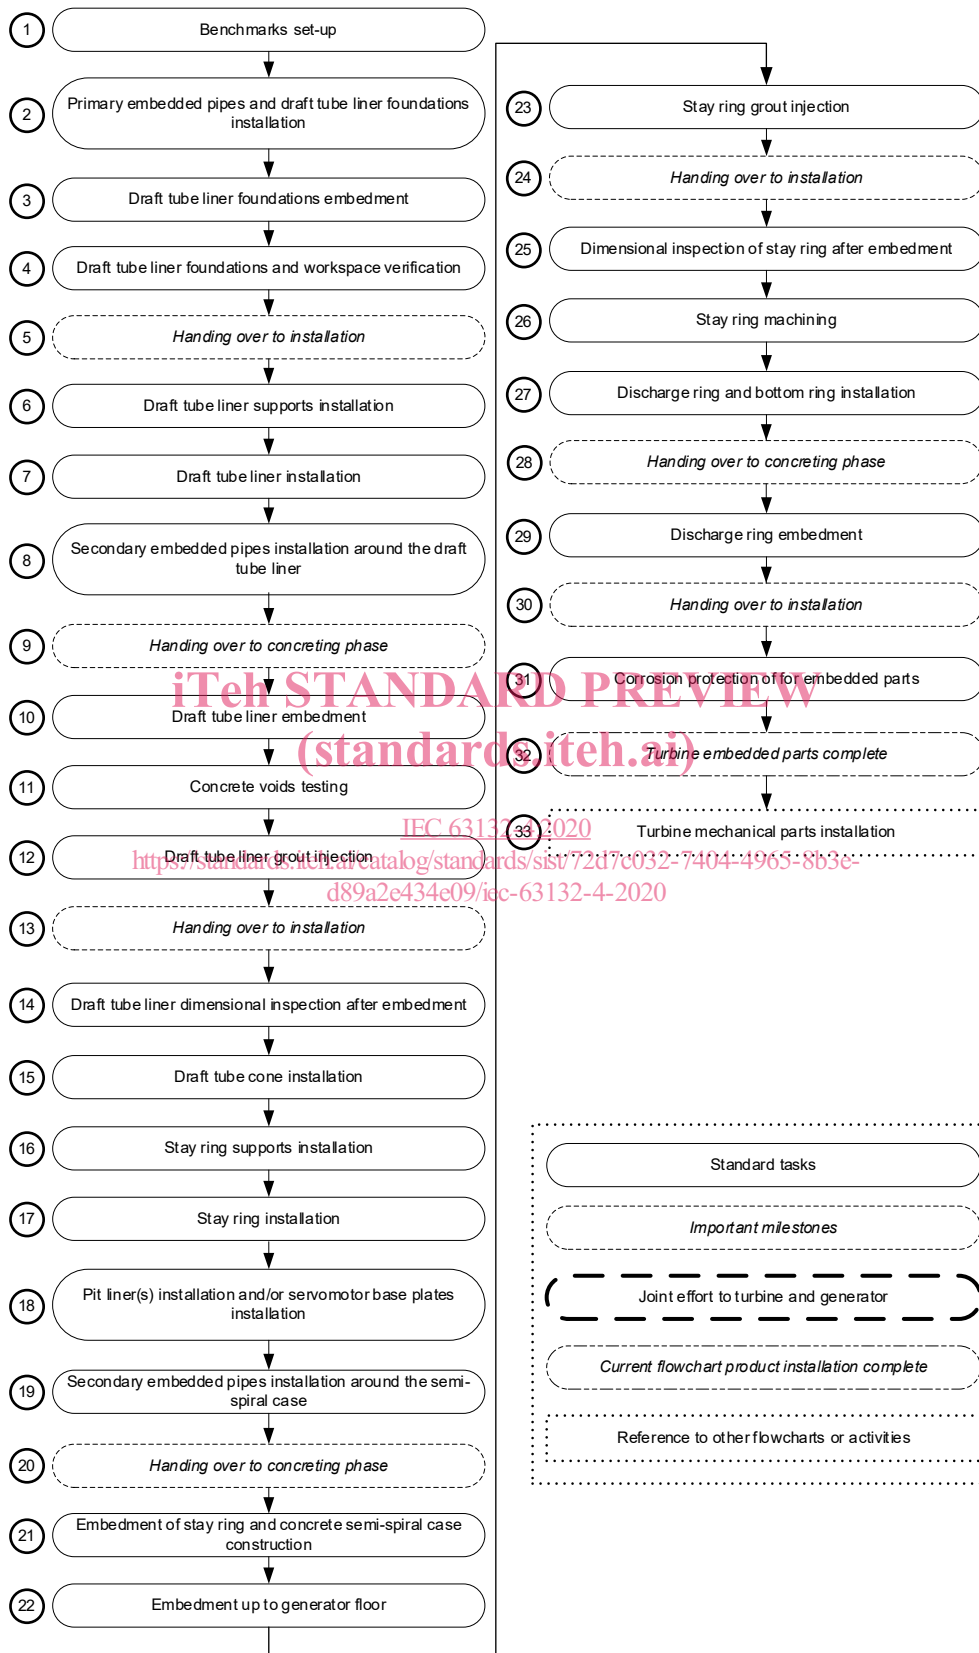 1
Benchmarks set-up
2
Primary embedded pipes and draft tube liner foundations
installation
3
Draft tube liner foundations embedment
4
Draft tube liner foundations and workspace verification
5
Handing over to installation
6
Draft tube liner supports installation
7
Draft tube liner installation
8
Secondary embedded pipes installation around the draft
tube liner
9
Handing over to concreting phase
10
Draft tube liner embedment
11
Concrete voids testing
12
Draft tube liner grout injection
13
Handing over to installation
14
Draft tube liner dimensional inspection after embedment
15
Draft tube cone installation
16
Stay ring supports installation
17
Stay ring installation
18
Pit liner(s) installation and/or servomotor base plates
installation
19
Secondary embedded pipes installation around the semi-
spiral case
20
Handing over to concreting phase
21
Embedment of stay ring and concrete semi-spiral case
construction
22
Embedment up to generator floor
23
Stay ring grout injection
24
Handing over to installation
25
Dimensional inspection of stay ring after embedment
26
Stay ring machining
27
Discharge ring and bottom ring installation
28
Handing over to concreting phase
29
Discharge ring embedment
30
Handing over to installation
31
Corrosion protection of for embedded parts
32
Turbine embedded parts complete
33
Turbine mechanical parts installation
iTeh STANDARD PREVIEW
(standards.iteh.ai)
IEC 63132-4:2020
https://standards.iteh.ai/catalog/standards/sist/72d7c032-7404-4965-8b3e-
d89a2e434e09/iec-63132-4-2020
Standard tasks
Important milestones
Joint effort to turbine and generator
Current flowchart product installation complete
Reference to other flowcharts or activities